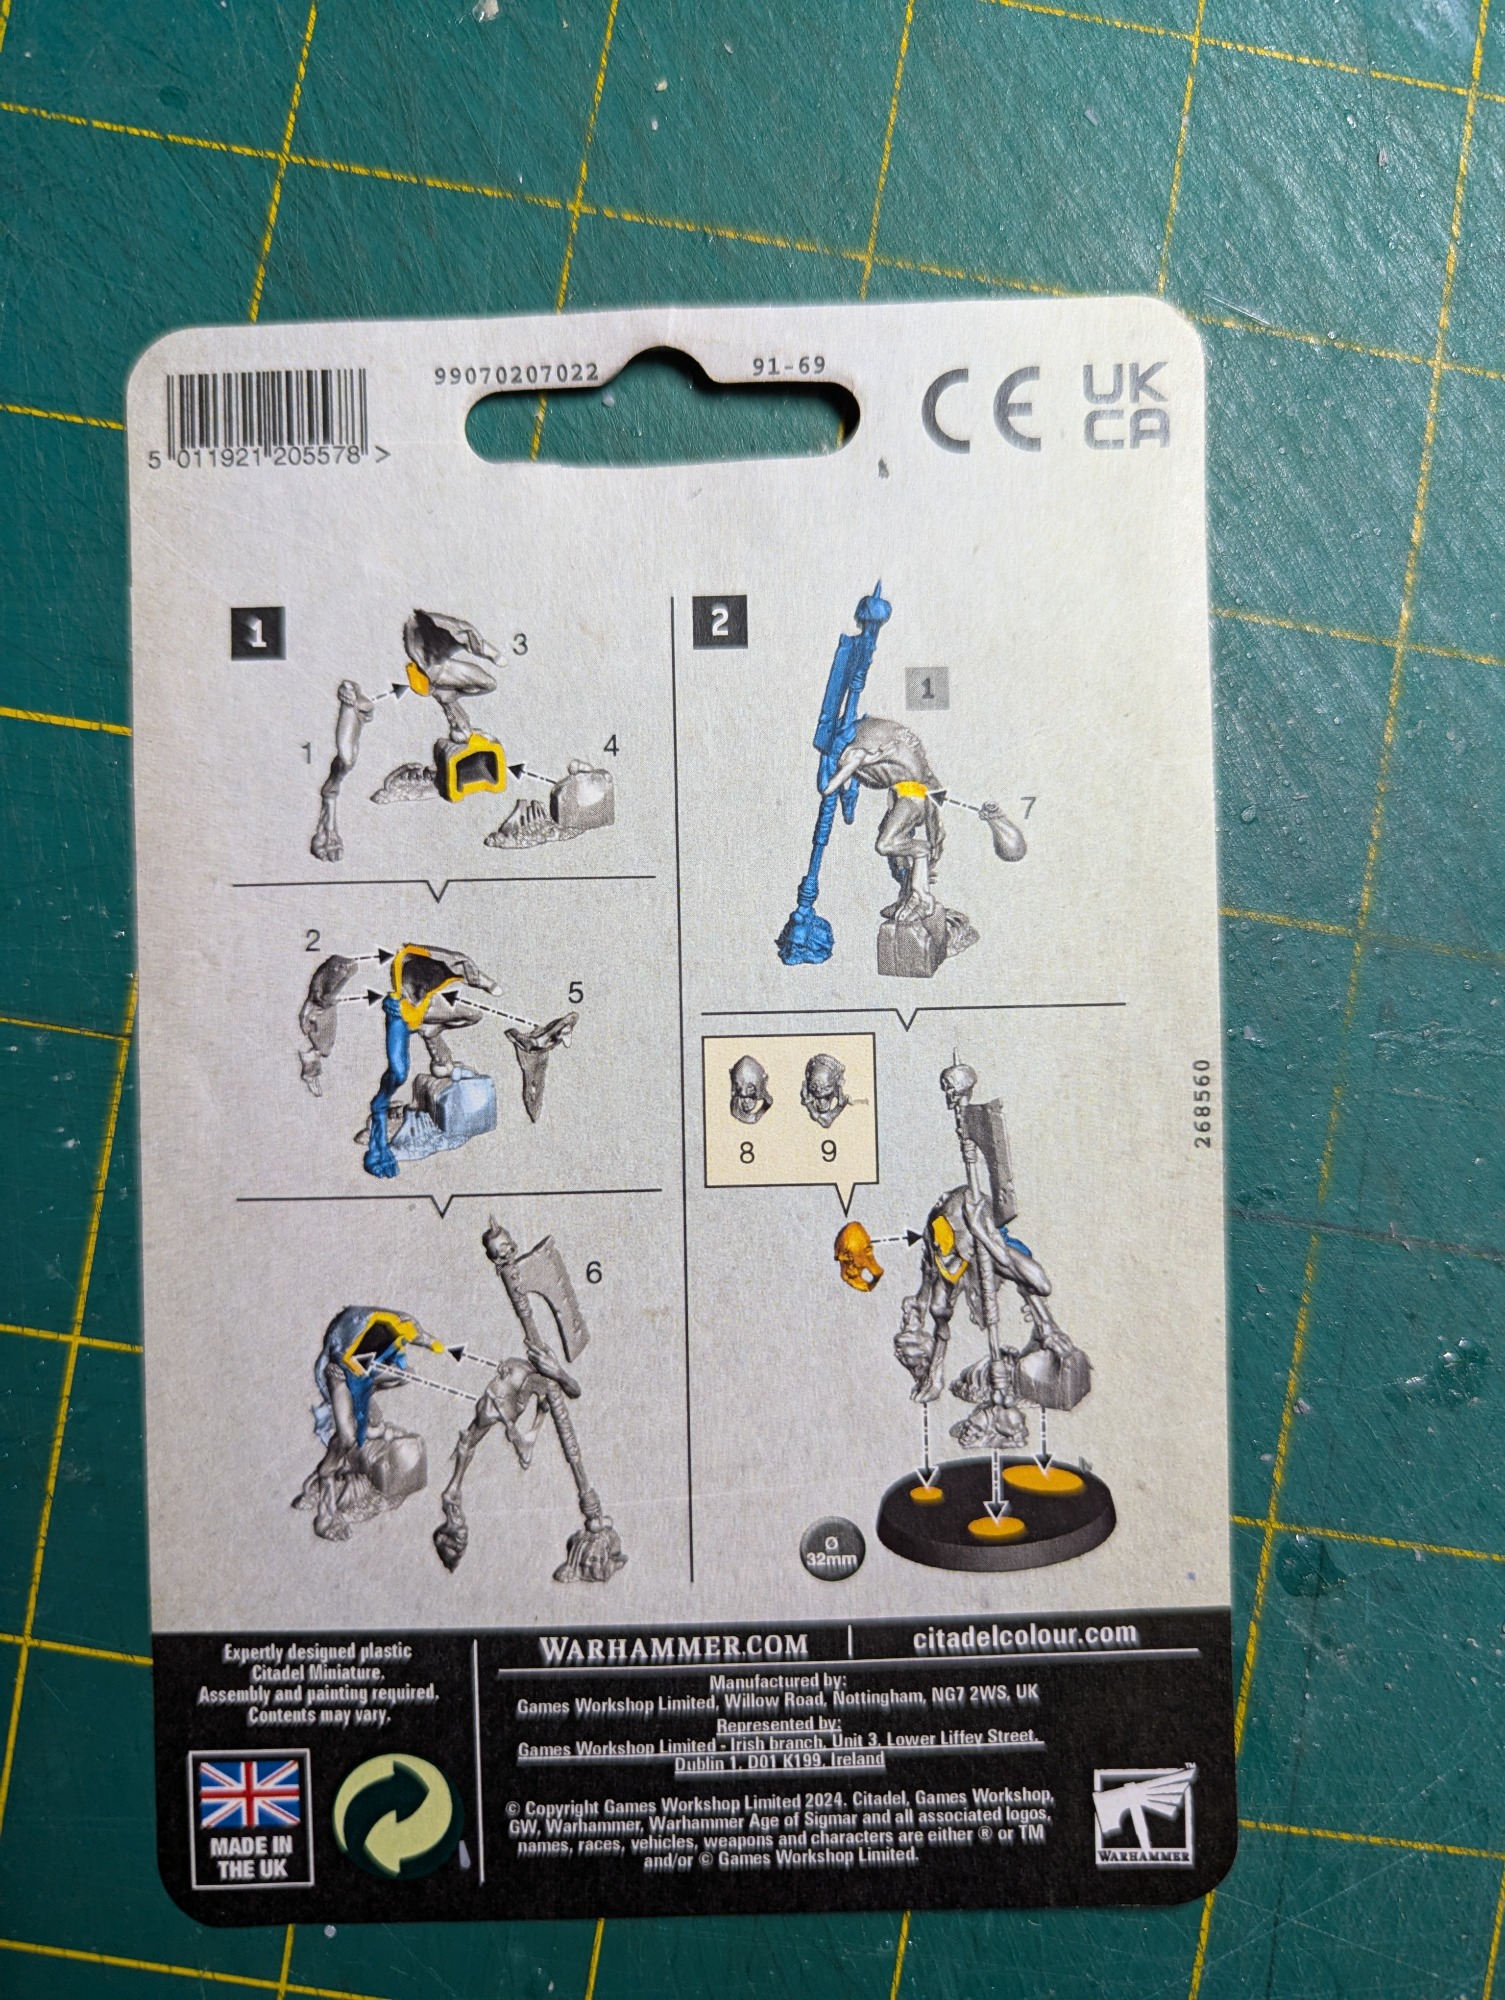 99070207022
91-69
CE
UK
CA
5 011921 205578 >
1
3
1
4
2
5
6
2
1
7
8
9
Ø
32mm
268560
Expertly designed plastic
Citadel Miniature.
Assembly and painting required.
Contents may vary.
MADE IN
THE UK
WARHAMMER.COM
citadelcolour.com
Manufactured by:
Games Workshop Limited, Willow Road, Nottingham, NG7 2WS, UK
Represented by:
Games Workshop Limited - Irish branch, Unit 3, Lower Liffey Street,
Dublin 1, D01 K199, Ireland
© Copyright Games Workshop Limited 2024. Citadel, Games Workshop,
GW, Warhammer, Warhammer Age of Sigmar and all associated logos,
names, races, vehicles, weapons and characters are either ® or TM
and/or © Games Workshop Limited.
TM
WARHAMMER